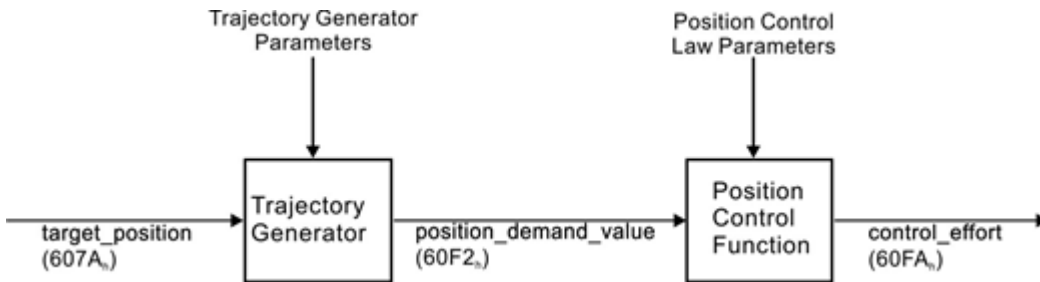 Trajectory Generator
Parameters
Position Control
Law Parameters
Trajectory
Generator
Position
Control
Function
target_position
(607Aₕ)
position_demand_value
(60F2ₕ)
control_effort
(60FAₕ)